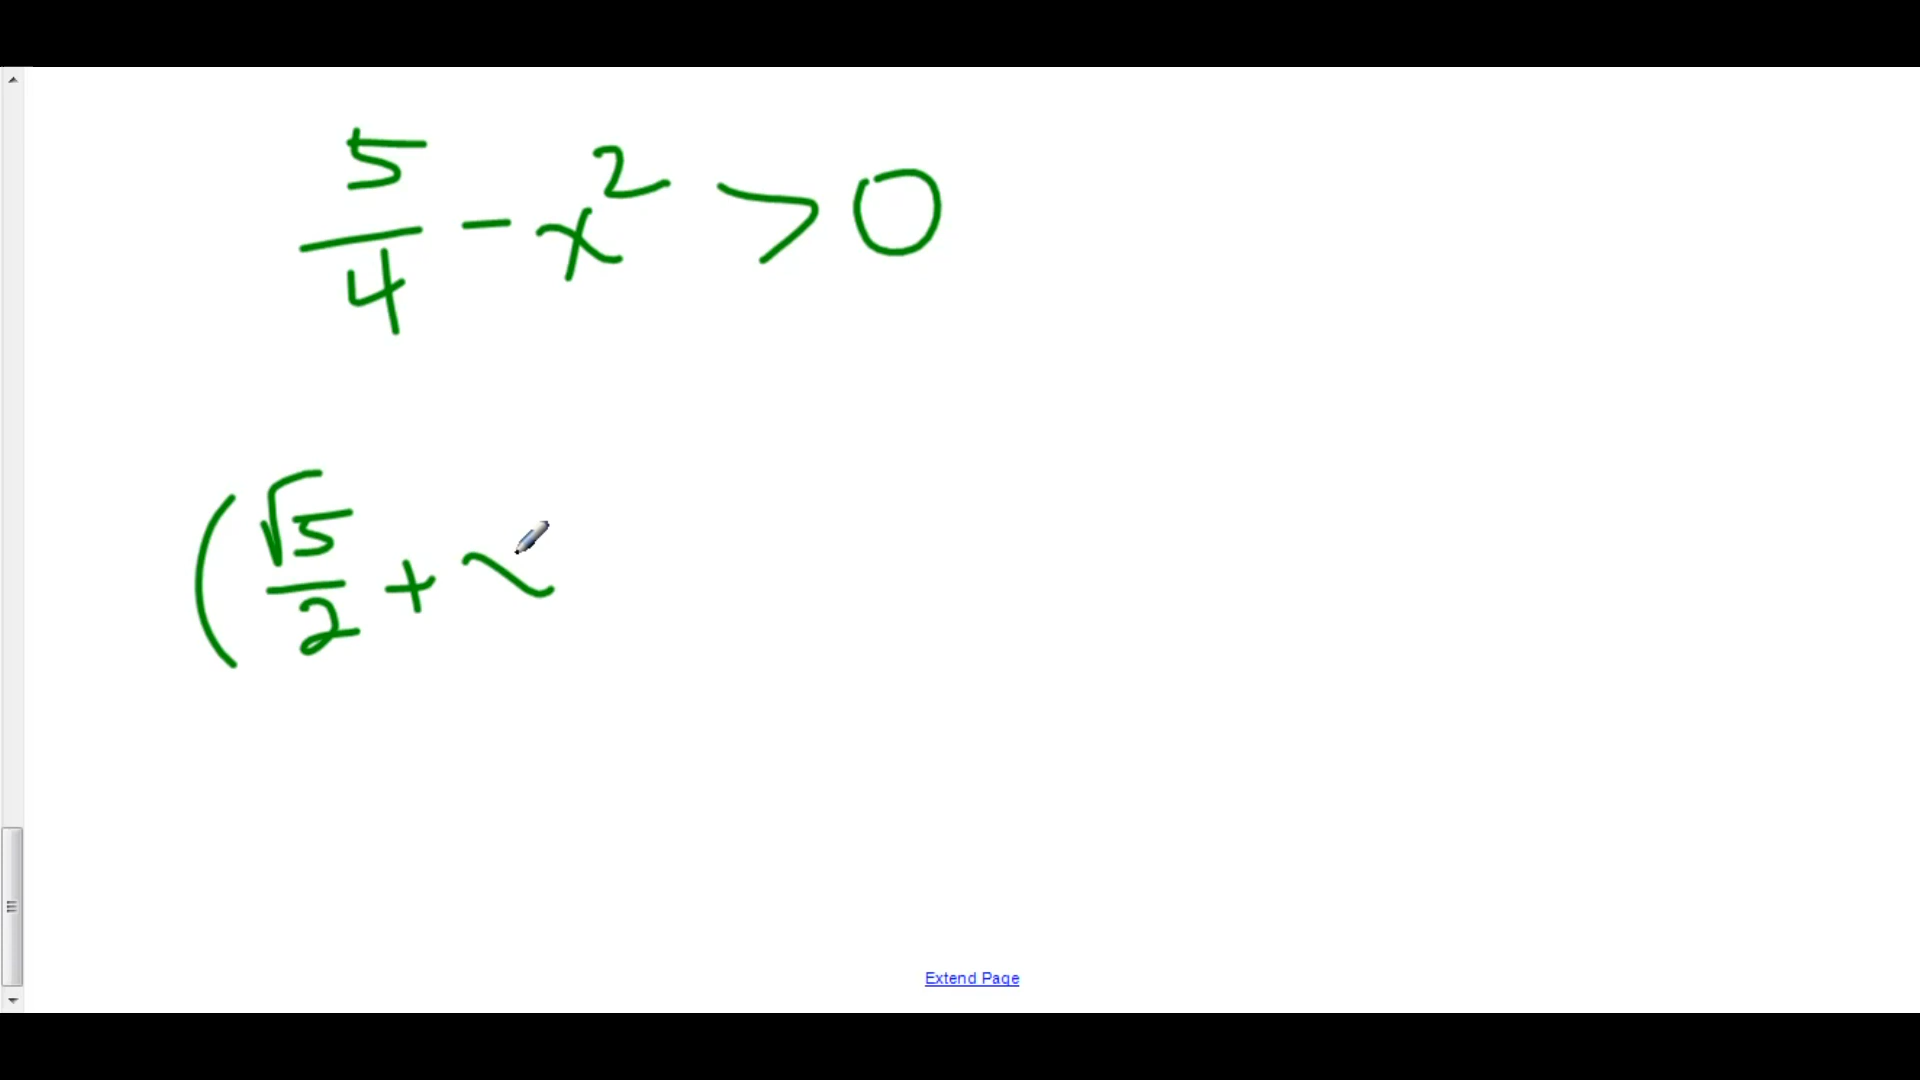 5/4 - x² > 0
(√5/2 +
Extend Page